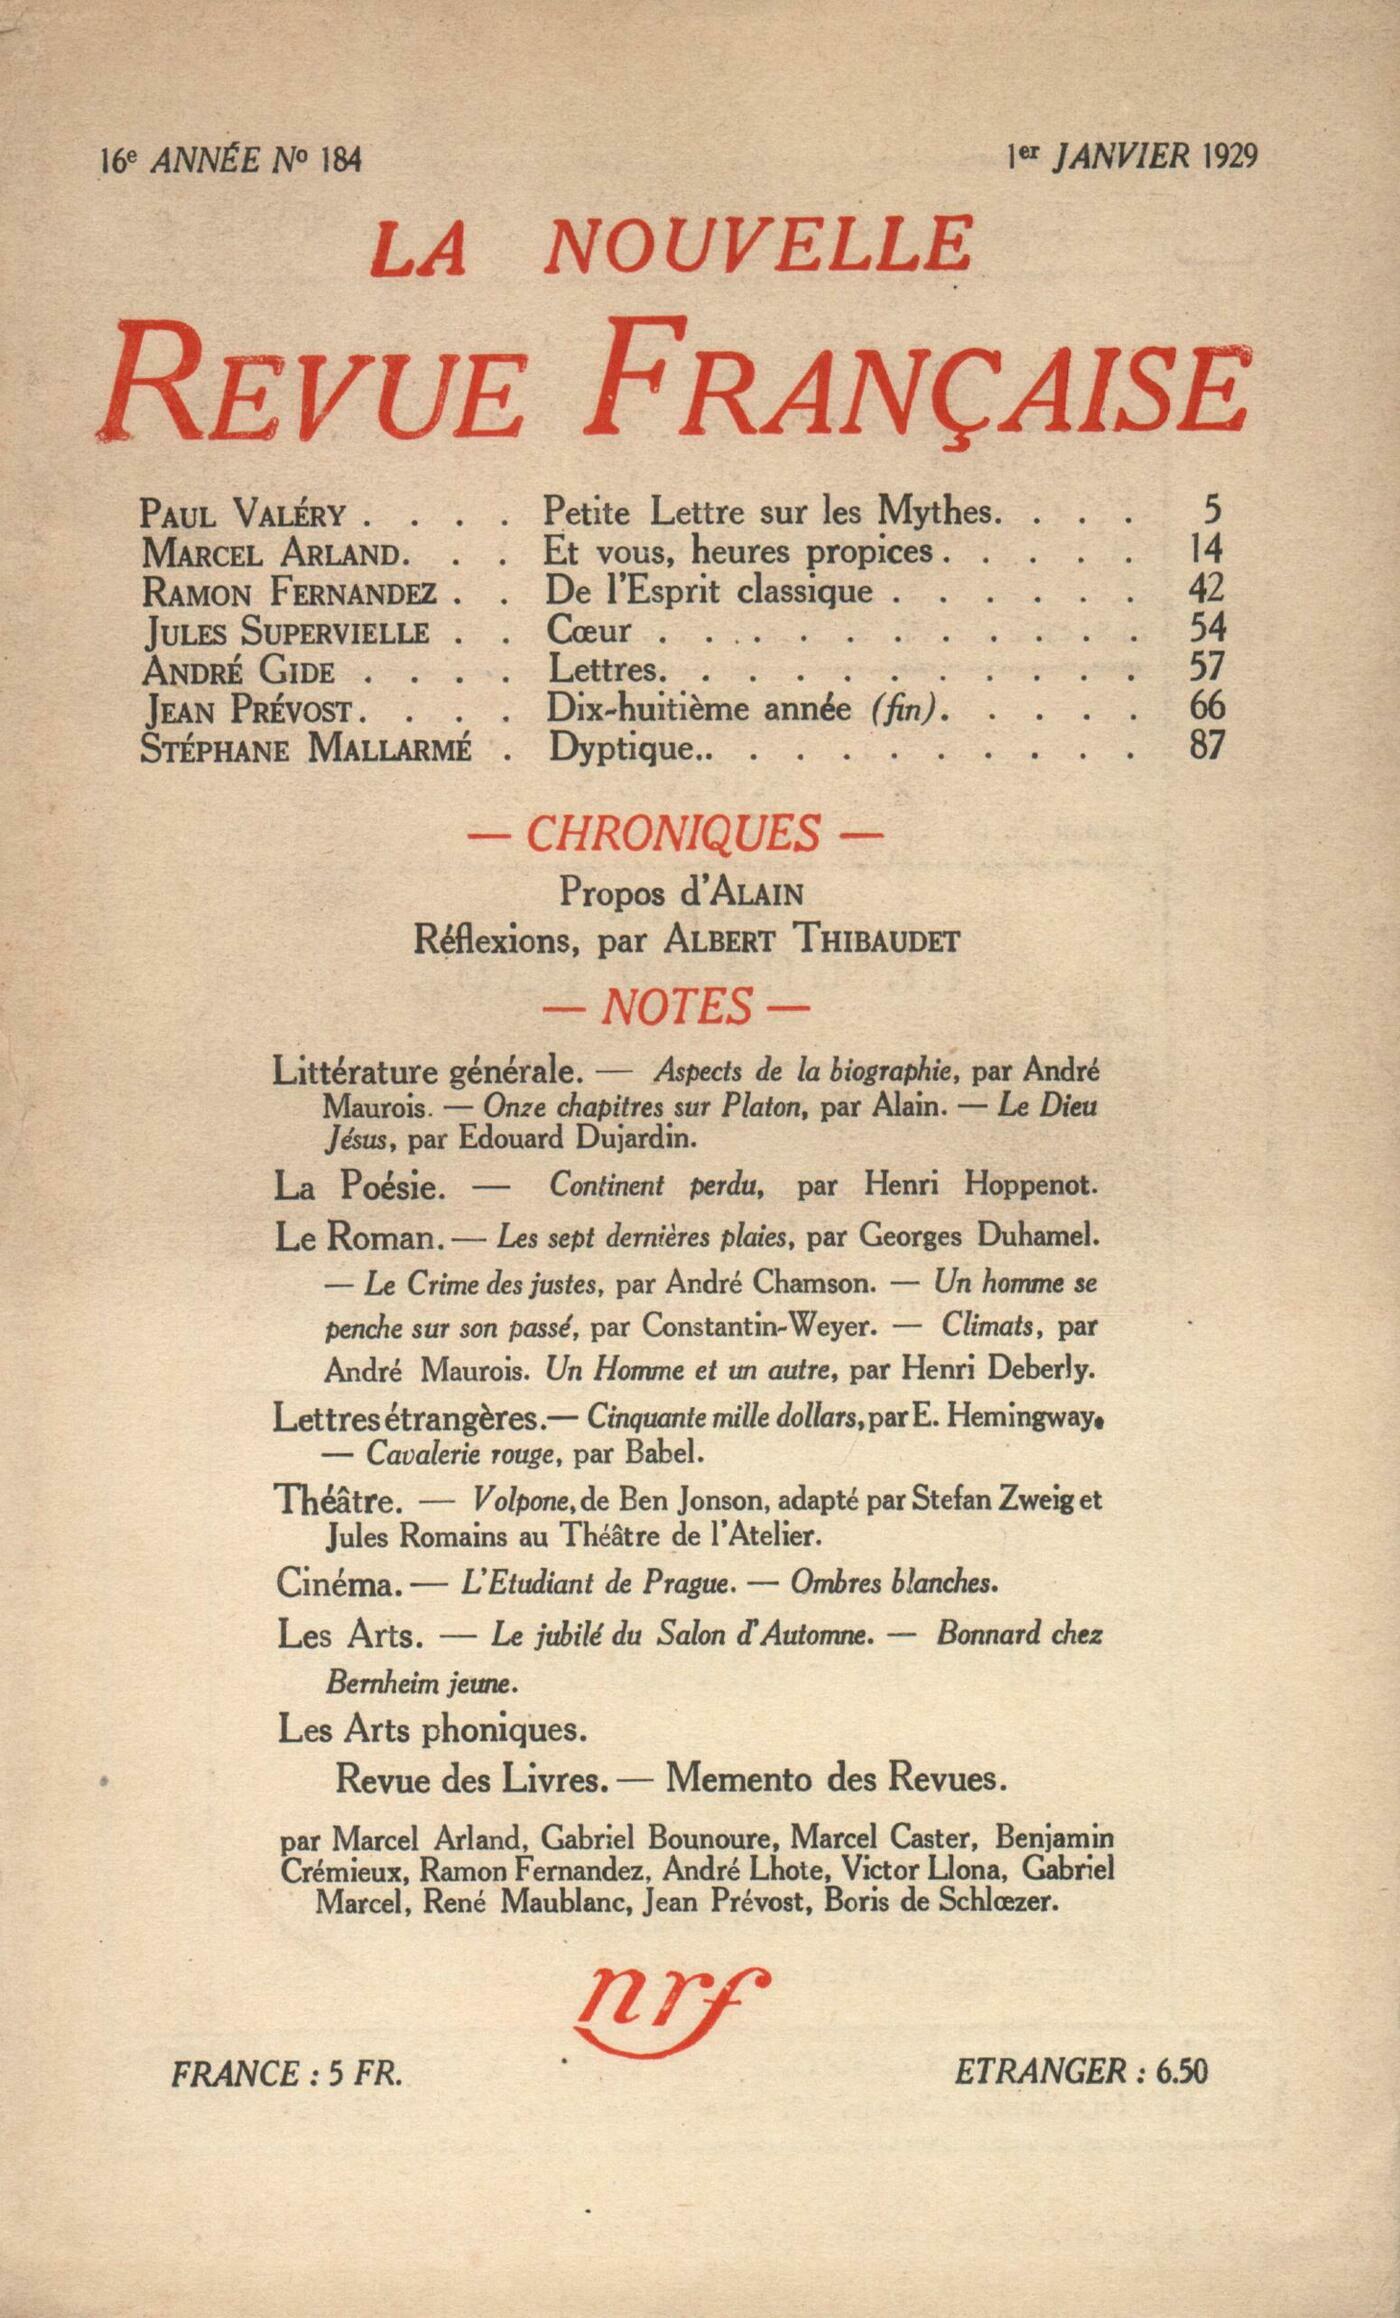 16e ANNÉE No 184
1er JANVIER 1929
LA NOUVELLE
REVUE FRANÇAISE
PAUL VALÉRY . . . . Petite Lettre sur les Mythes. . . . 5
MARCEL ARLAND. . . Et vous, heures propices . . . . . 14
RAMON FERNANDEZ . . De l'Esprit classique . . . . . . 42
JULES SUPERVIELLE . . Cœur . . . . . . . . . . . 54
ANDRÉ GIDE . . . . Lettres. . . . . . . . . . . 57
JEAN PRÉVOST. . . . Dix-huitième année (fin). . . . . 66
STÉPHANE MALLARMÉ . Dyptique.. . . . . . . . . . 87
— CHRONIQUES —
Propos d'ALAIN
Réflexions, par ALBERT THIBAUDET
— NOTES —
Littérature générale. — Aspects de la biographie, par André
Maurois. — Onze chapitres sur Platon, par Alain. — Le Dieu
Jésus, par Edouard Dujardin.
La Poésie. — Continent perdu, par Henri Hoppenot.
Le Roman. — Les sept dernières plaies, par Georges Duhamel.
— Le Crime des justes, par André Chamson. — Un homme se
penche sur son passé, par Constantin-Weyer. — Climats, par
André Maurois. Un Homme et un autre, par Henri Deberly.
Lettres étrangères. — Cinquante mille dollars, par E. Hemingway.
— Cavalerie rouge, par Babel.
Théâtre. — Volpone, de Ben Jonson, adapté par Stefan Zweig et
Jules Romains au Théâtre de l'Atelier.
Cinéma. — L'Etudiant de Prague. — Ombres blanches.
Les Arts. — Le jubilé du Salon d'Automne. — Bonnard chez
Bernheim jeune.
Les Arts phoniques.
Revue des Livres. — Memento des Revues.
par Marcel Arland, Gabriel Bounoure, Marcel Caster, Benjamin
Crémieux, Ramon Fernandez, André Lhote, Victor Llona, Gabriel
Marcel, René Maublanc, Jean Prévost, Boris de Schlœzer.
nrf
FRANCE : 5 FR.
ETRANGER : 6.50